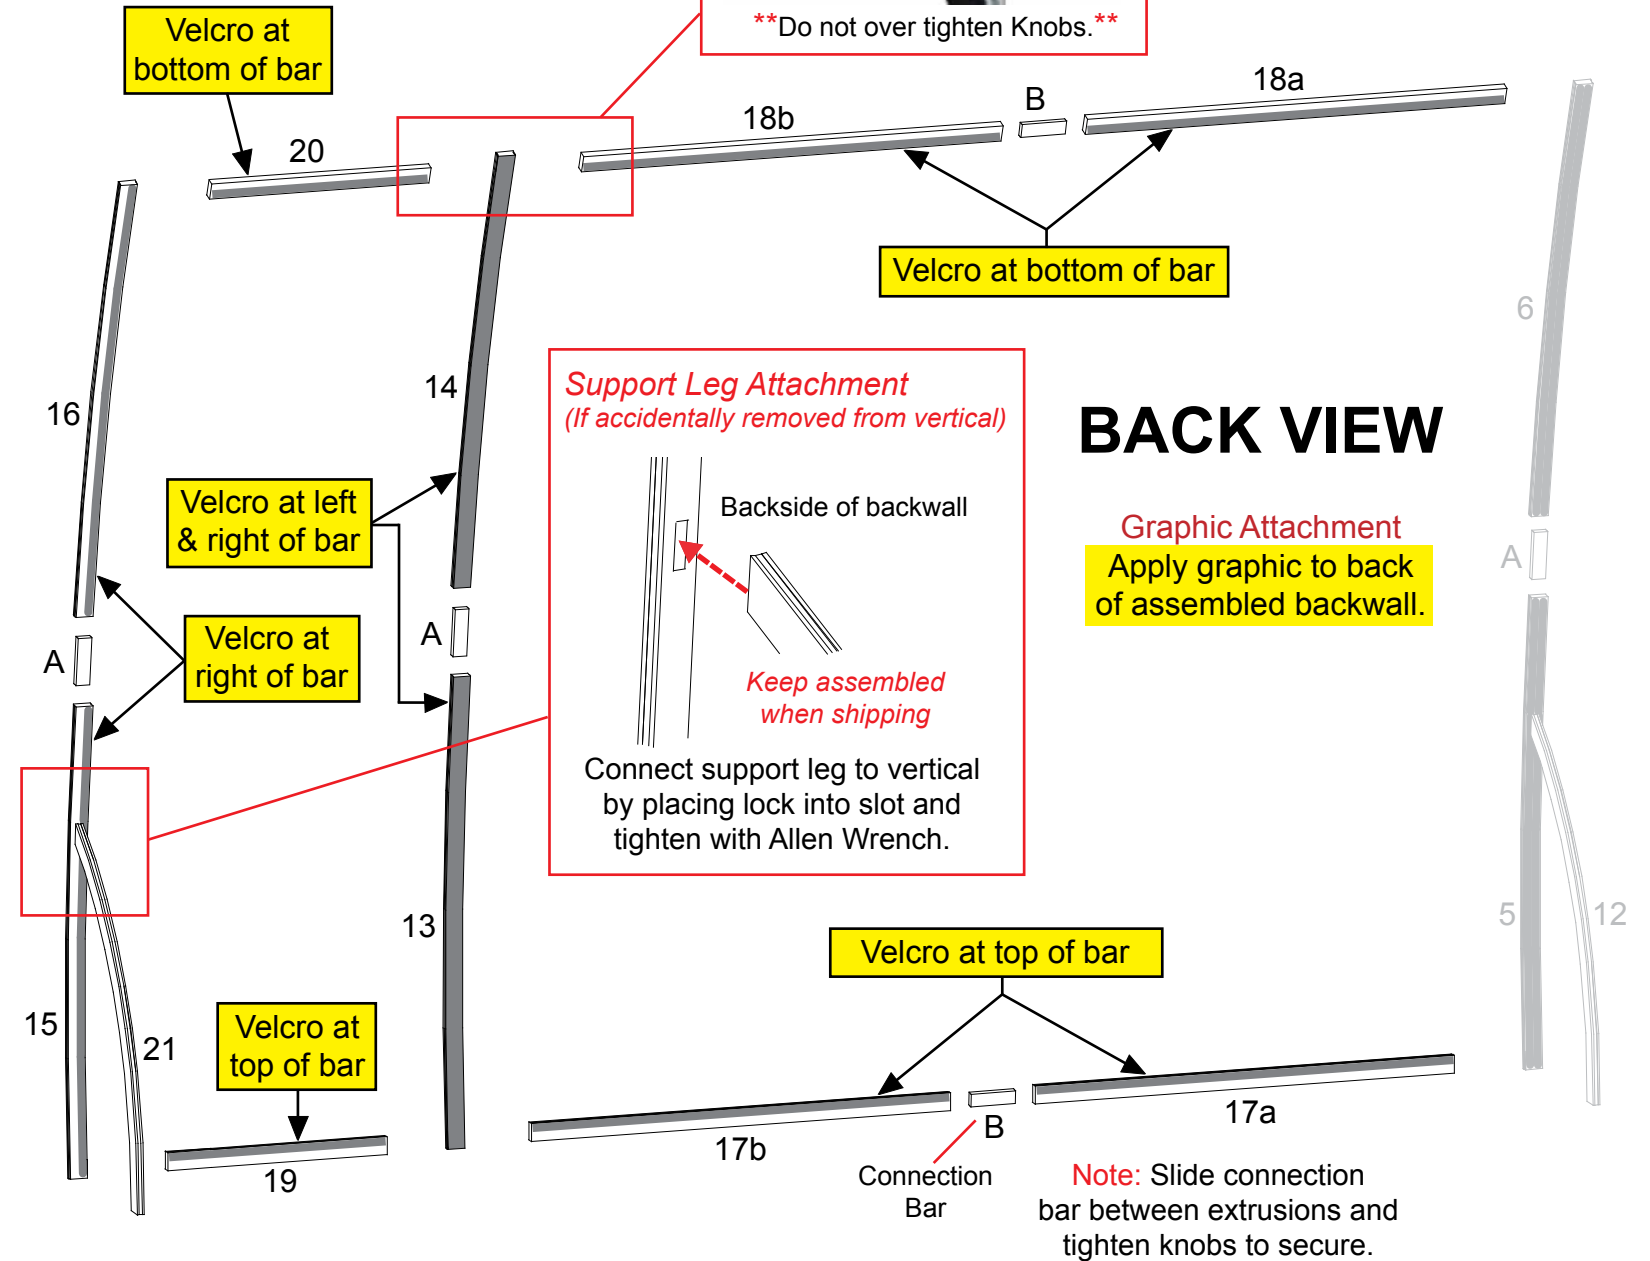 **Do not over tighten Knobs.**
Velcro at
bottom of bar
20
18b
B
18a
Velcro at bottom of bar
6
16
14
Support Leg Attachment
(If accidentally removed from vertical)
Backside of backwall
Keep assembled
when shipping
Connect support leg to vertical
by placing lock into slot and
tighten with Allen Wrench.
BACK VIEW
Graphic Attachment
Apply graphic to back
of assembled backwall.
Velcro at left
& right of bar
A
A
A
Velcro at
right of bar
13
5
12
Velcro at top of bar
15
21
Velcro at
top of bar
19
17b
B
17a
Connection
Bar
Note: Slide connection
bar between extrusions and
tighten knobs to secure.